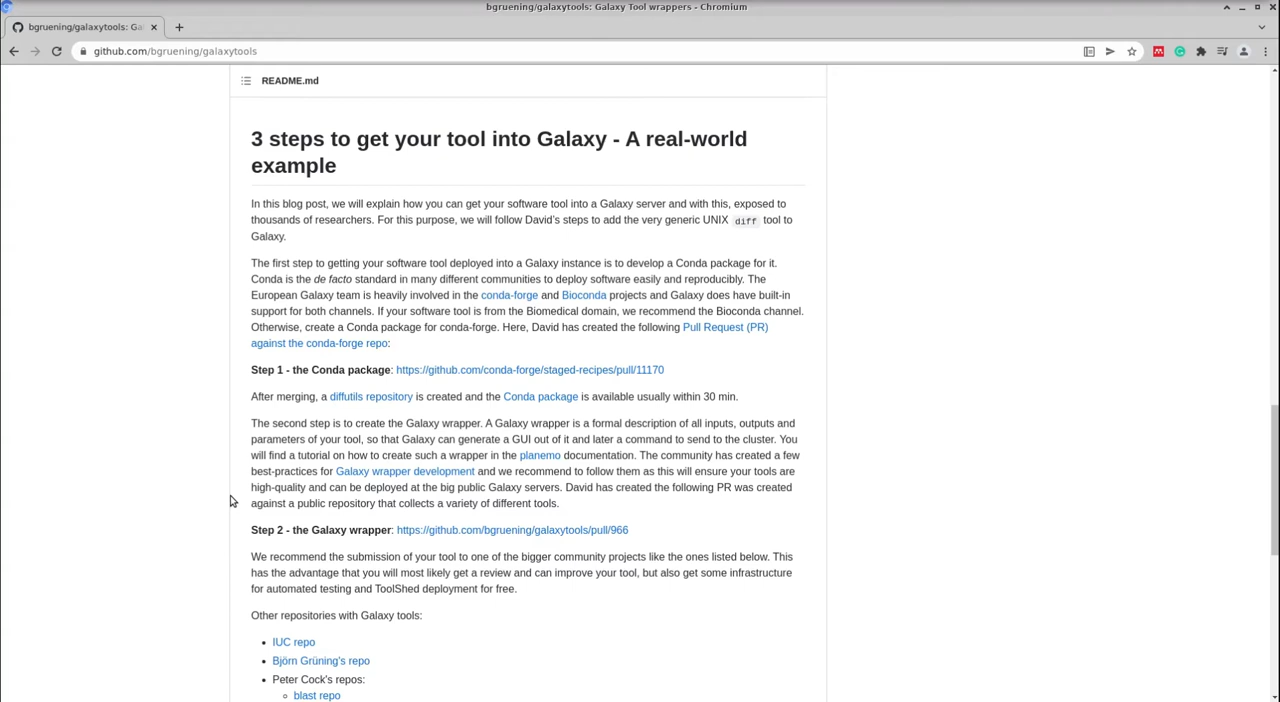 bgruening/galaxytools: Galaxy Tool wrappers - Chromium
bgruening/galaxytools: Gal
github.com/bgruening/galaxytools
README.md
3 steps to get your tool into Galaxy - A real-world
example
In this blog post, we will explain how you can get your software tool into a Galaxy server and with this, exposed to
thousands of researchers. For this purpose, we will follow David's steps to add the very generic UNIX diff tool to
Galaxy.
The first step to getting your software tool deployed into a Galaxy instance is to develop a Conda package for it.
Conda is the de facto standard in many different communities to deploy software easily and reproducibly. The
European Galaxy team is heavily involved in the conda-forge and Bioconda projects and Galaxy does have built-in
support for both channels. If your software tool is from the Biomedical domain, we recommend the Bioconda channel.
Otherwise, create a Conda package for conda-forge. Here, David has created the following Pull Request (PR)
against the conda-forge repo:
Step 1 - the Conda package: https://github.com/conda-forge/staged-recipes/pull/11170
After merging, a diffutils repository is created and the Conda package is available usually within 30 min.
The second step is to create the Galaxy wrapper. A Galaxy wrapper is a formal description of all inputs, outputs and
parameters of your tool, so that Galaxy can generate a GUI out of it and later a command to send to the cluster. You
will find a tutorial on how to create such a wrapper in the planemo documentation. The community has created a few
best-practices for Galaxy wrapper development and we recommend to follow them as this will ensure your tools are
high-quality and can be deployed at the big public Galaxy servers. David has created the following PR was created
against a public repository that collects a variety of different tools.
Step 2 - the Galaxy wrapper: https://github.com/bgruening/galaxytools/pull/966
We recommend the submission of your tool to one of the bigger community projects like the ones listed below. This
has the advantage that you will most likely get a review and can improve your tool, but also get some infrastructure
for automated testing and ToolShed deployment for free.
Other repositories with Galaxy tools:
IUC repo
Björn Grüning's repo
Peter Cock's repos:
blast repo